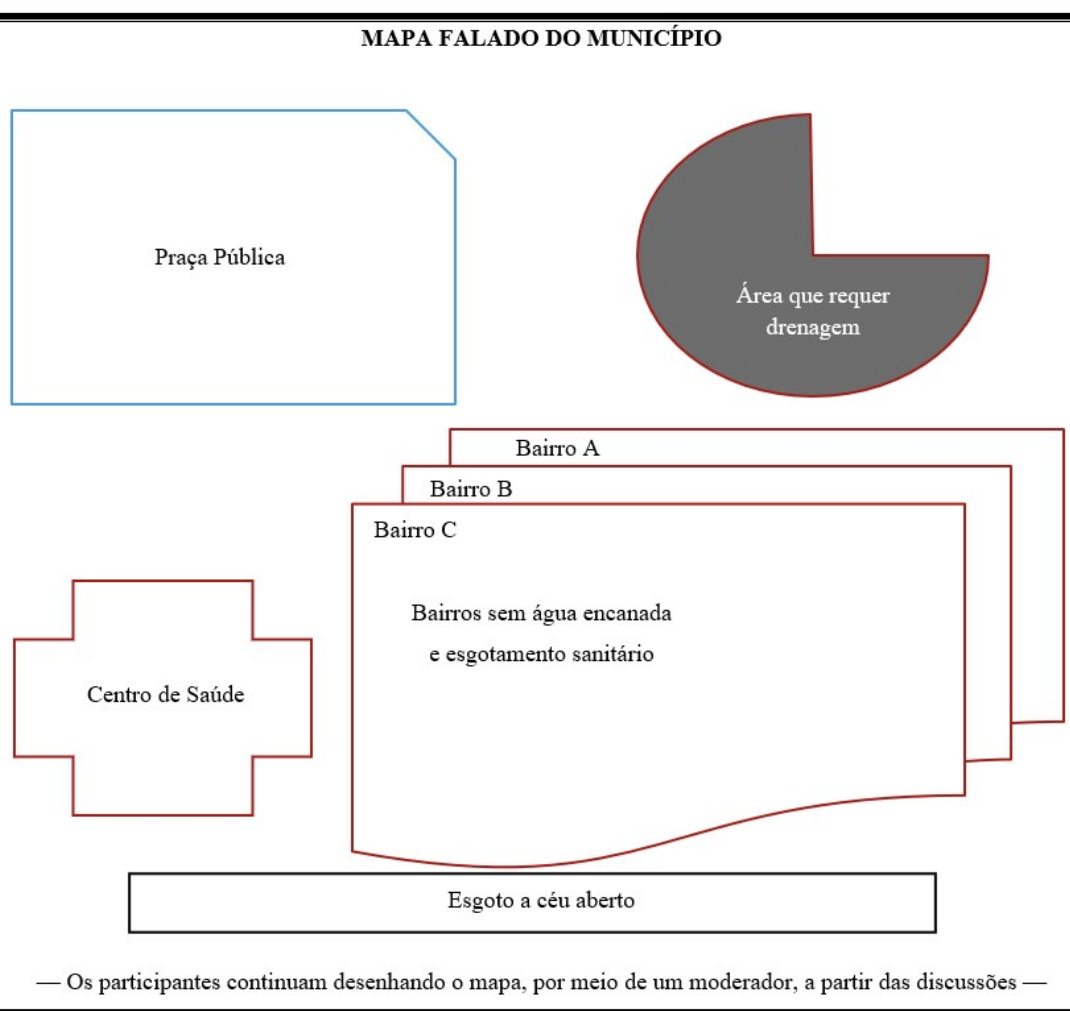 MAPA FALADO DO MUNICÍPIO
Praça Pública
Área que requer
drenagem
Bairro A
Bairro B
Bairro C
Bairros sem água encanada
e esgotamento sanitário
Centro de Saúde
Esgoto a céu aberto
— Os participantes continuam desenhando o mapa, por meio de um moderador, a partir das discussões —